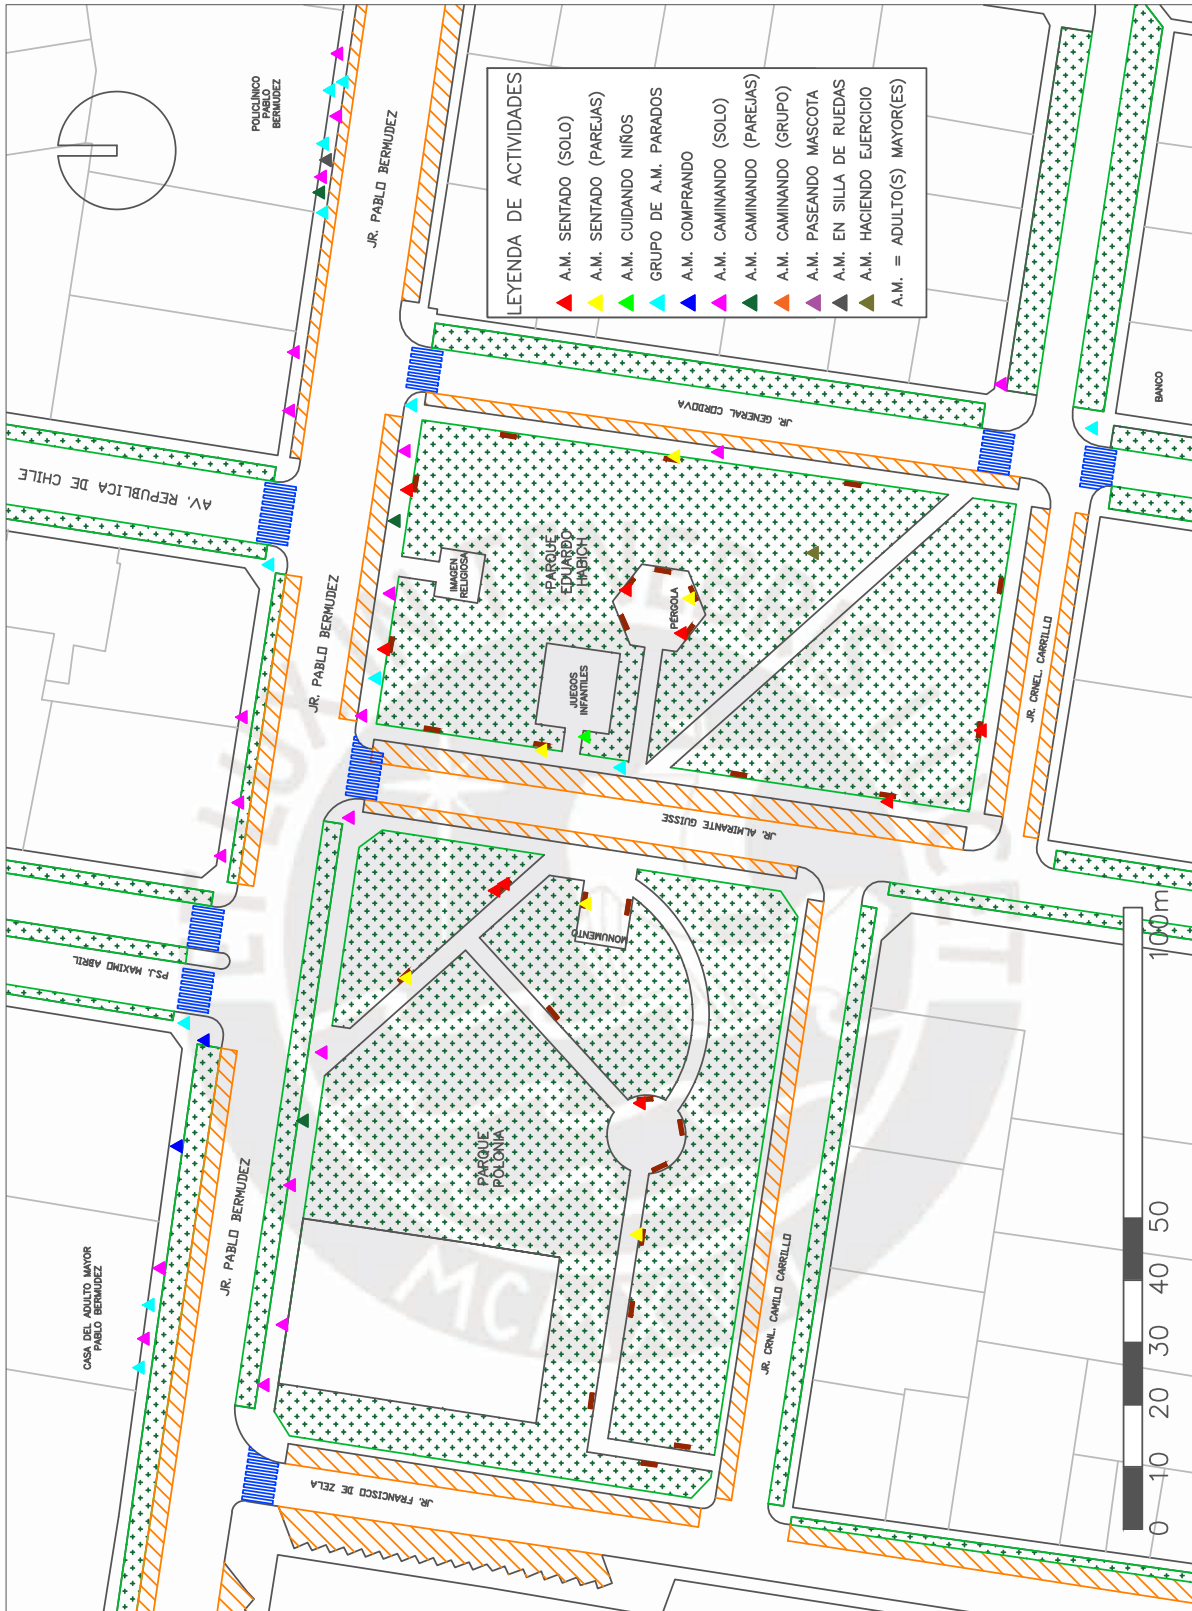 LEYENDA DE ACTIVIDADES
A.M. SENTADO (SOLO)
A.M. SENTADO (PAREJAS)
A.M. CUIDANDO NIÑOS
GRUPO DE A.M. PARADOS
A.M. COMPRANDO
A.M. CAMINANDO (SOLO)
A.M. CAMINANDO (PAREJAS)
A.M. CAMINANDO (GRUPO)
A.M. PASEANDO MASCOTA
A.M. EN SILLA DE RUEDAS
A.M. HACIENDO EJERCICIO
A.M. = ADULTO(S) MAYOR(ES)
POLICLÍNICO
PABLO
BERMUDEZ
JR. PABLO BERMUDEZ
AV. REPUBLICA DE CHILE
JR. GENERAL CORDOVA
BANCO
IMAGEN
RELIGIOSA
PARQUE
EDUARDO
HABICH
PÉRGOLA
JUEGOS
INFANTILES
JR. PABLO BERMUDEZ
JR. CRNEL. CARRILLO
JR. ALMIRANTE GUISSE
PSJ. MAXIMO ABRIL
MONUMENTO
PARQUE
POLONIA
CASA DEL ADULTO MAYOR
PABLO BERMUDEZ
JR. PABLO BERMUDEZ
JR. CRNL. CAMILO CARRILLO
JR. FRANCISCO DE ZELA
0 10 20 30 40 50 100m